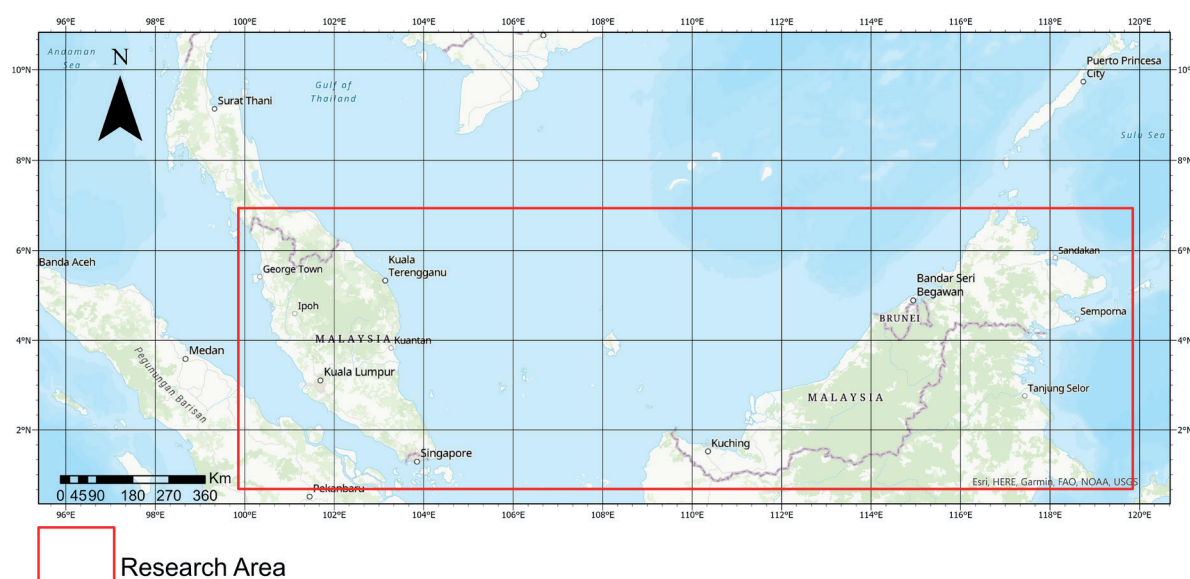 96°E 98°E 100°E 102°E 104°E 106°E 108°E 110°E 112°E 114°E 116°E 118°E 120°E
Andaman
Sea
N
Gulf of
Thailand
Puerto Princesa
City
10°N
10°N
Surat Thani
Sulu Sea
8°N
8°N
6°N
6°N
Banda Aceh
George Town
Kuala
Terengganu
Sandakan
Bandar Seri
Begawan
Ipoh
BRUNEI
Semporna
4°N
4°N
MALAYSIA
Kuantan
Medan
Pegunungan Barisan
Kuala Lumpur
MALAYSIA
Tanjung Selor
2°N
2°N
Kuching
Singapore
Km
0 45 90 180 270 360
Pekanbaru
Esri, HERE, Garmin, FAO, NOAA, USGS
96°E 98°E 100°E 102°E 104°E 106°E 108°E 110°E 112°E 114°E 116°E 118°E 120°E
Research Area